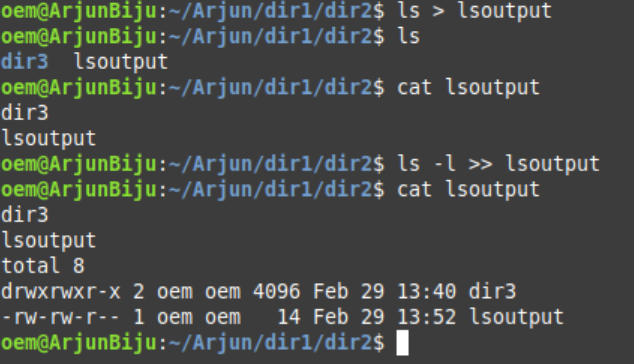 oem@ArjunBiju:~/Arjun/dir1/dir2$ ls > lsoutput
oem@ArjunBiju:~/Arjun/dir1/dir2$ ls
dir3  lsoutput
oem@ArjunBiju:~/Arjun/dir1/dir2$ cat lsoutput
dir3
lsoutput
oem@ArjunBiju:~/Arjun/dir1/dir2$ ls -l >> lsoutput
oem@ArjunBiju:~/Arjun/dir1/dir2$ cat lsoutput
dir3
lsoutput
total 8
drwxrwxr-x 2 oem oem 4096 Feb 29 13:40 dir3
-rw-rw-r-- 1 oem oem   14 Feb 29 13:52 lsoutput
oem@ArjunBiju:~/Arjun/dir1/dir2$